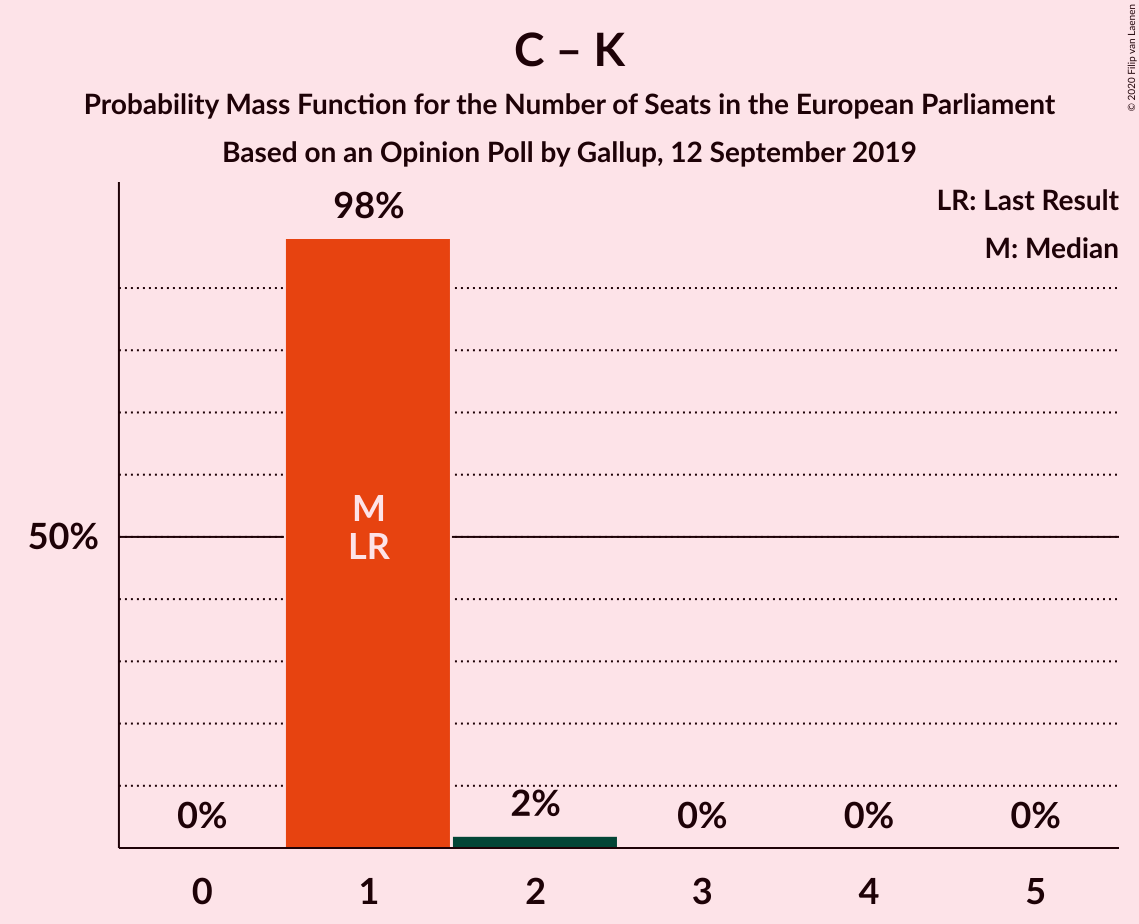 C – K
Probability Mass Function for the Number of Seats in the European Parliament
Based on an Opinion Poll by Gallup, 12 September 2019
© 2020 Filip van Laenen
LR: Last Result
M: Median
98%
M
LR
50%
0%
2%
0%
0%
0%
0
1
2
3
4
5